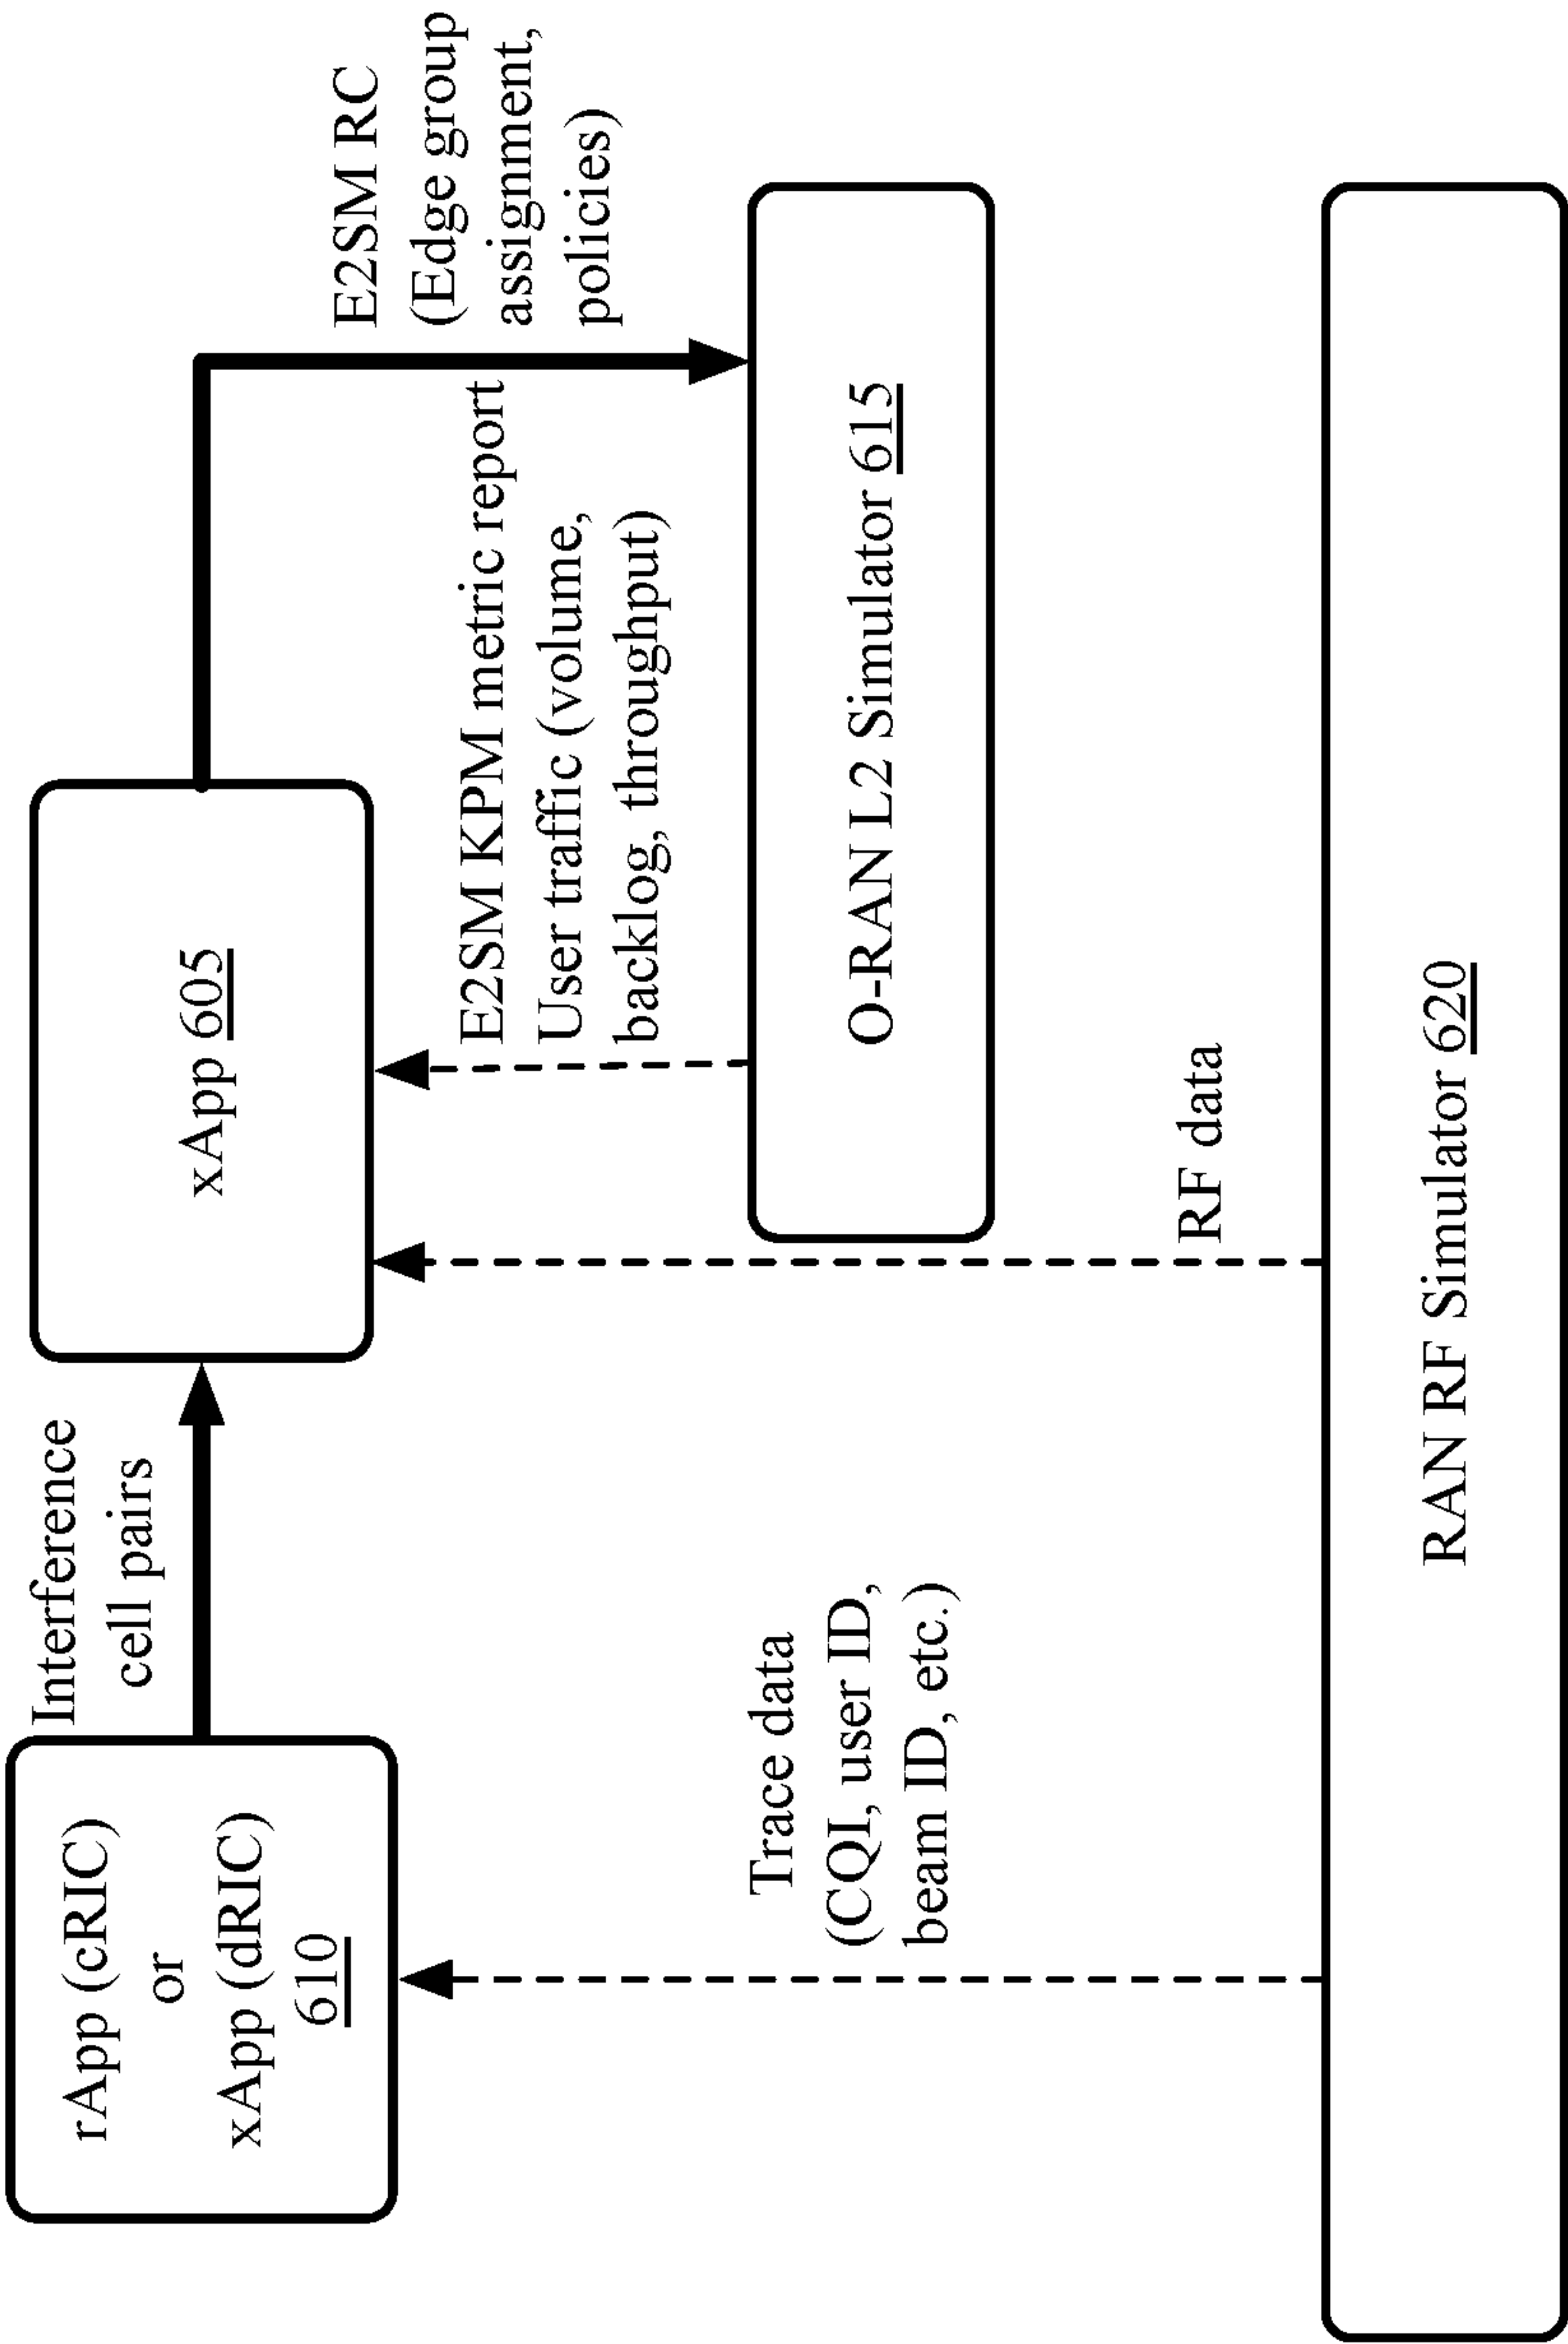 rApp (cRIC)
or
xApp (dRIC)
610
Interference
cell pairs
xApp 605
E2SM RC
(Edge group
assignment,
policies)
E2SM KPM metric report
User traffic (volume,
backlog, throughput)
Trace data
(CQI, user ID,
beam ID, etc.)
O-RAN L2 Simulator 615
RF data
RAN RF Simulator 620